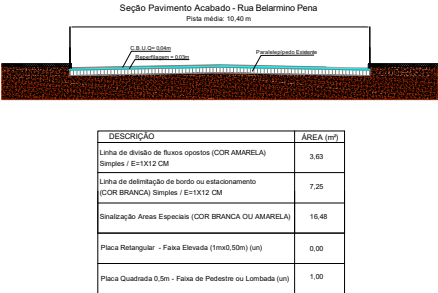 Seção Pavimento Acabado - Rua Belarmino Pena
Pista média: 10,40 m
C.B.U.Q= 0,04m
Reperfilagem = 0,03m
Paralelepípedo Existente
DESCRIÇÃO ÁREA (m²)
Linha de divisão de fluxos opostos (COR AMARELA)
Simples / E=1X12 CM
3,63
Linha de delimitação de bordo ou estacionamento
(COR BRANCA) Simples / E=1X12 CM
7,25
Sinalização Areas Especiais (COR BRANCA OU AMARELA) 16,48
Placa Retangular - Faixa Elevada (1mx0,50m) (un) 0,00
Placa Quadrada 0,5m - Faixa de Pedestre ou Lombada (un) 1,00